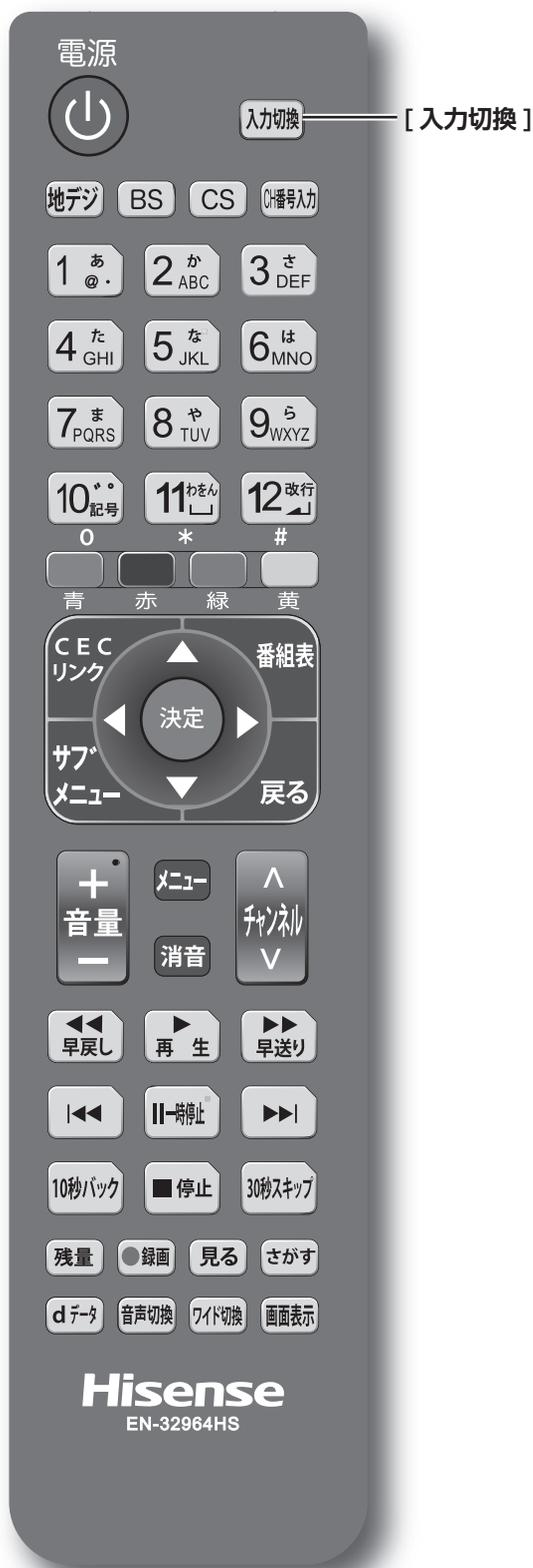 電源
入力切換
[ 入力切換 ]
地デジ BS CS CH番号入力
1 あ @. 2 か ABC 3 さ DEF
4 た GHI 5 な JKL 6 は MNO
7 ま PQRS 8 や TUV 9 ら WXYZ
10 ゛゜ 記号 11 わをん 12 改行
0 * #
青 赤 緑 黄
CEC
リンク
番組表
決定
サブ
メニュー
戻る
+
音量
−
メニュー
消音
∧
チャンネル
∨
早戻し 再 生 早送り
一時停止
10秒バック 停止 30秒スキップ
残量 録画 見る さがす
dデータ 音声切換 ワイド切換 画面表示
Hisense
EN-32964HS